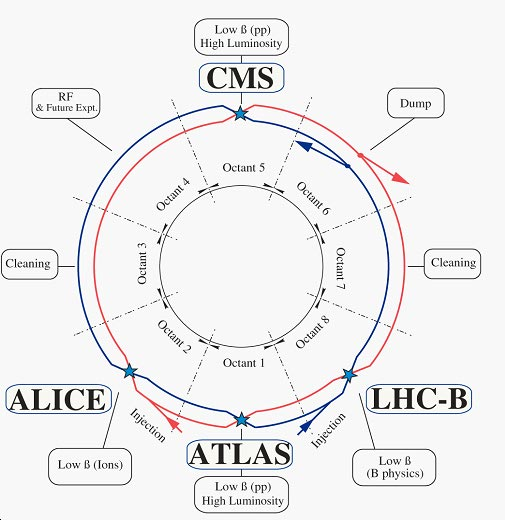 Low ß (pp)
High Luminosity
CMS
RF
& Future Expt.
Dump
Octant 5
Octant 4
Octant 6
Cleaning
Octant 3
Octant 7
Cleaning
Octant 2
Octant 8
Octant 1
ALICE
LHC-B
Injection
Injection
ATLAS
Low ß (Ions)
Low ß
(B physics)
Low ß (pp)
High Luminosity